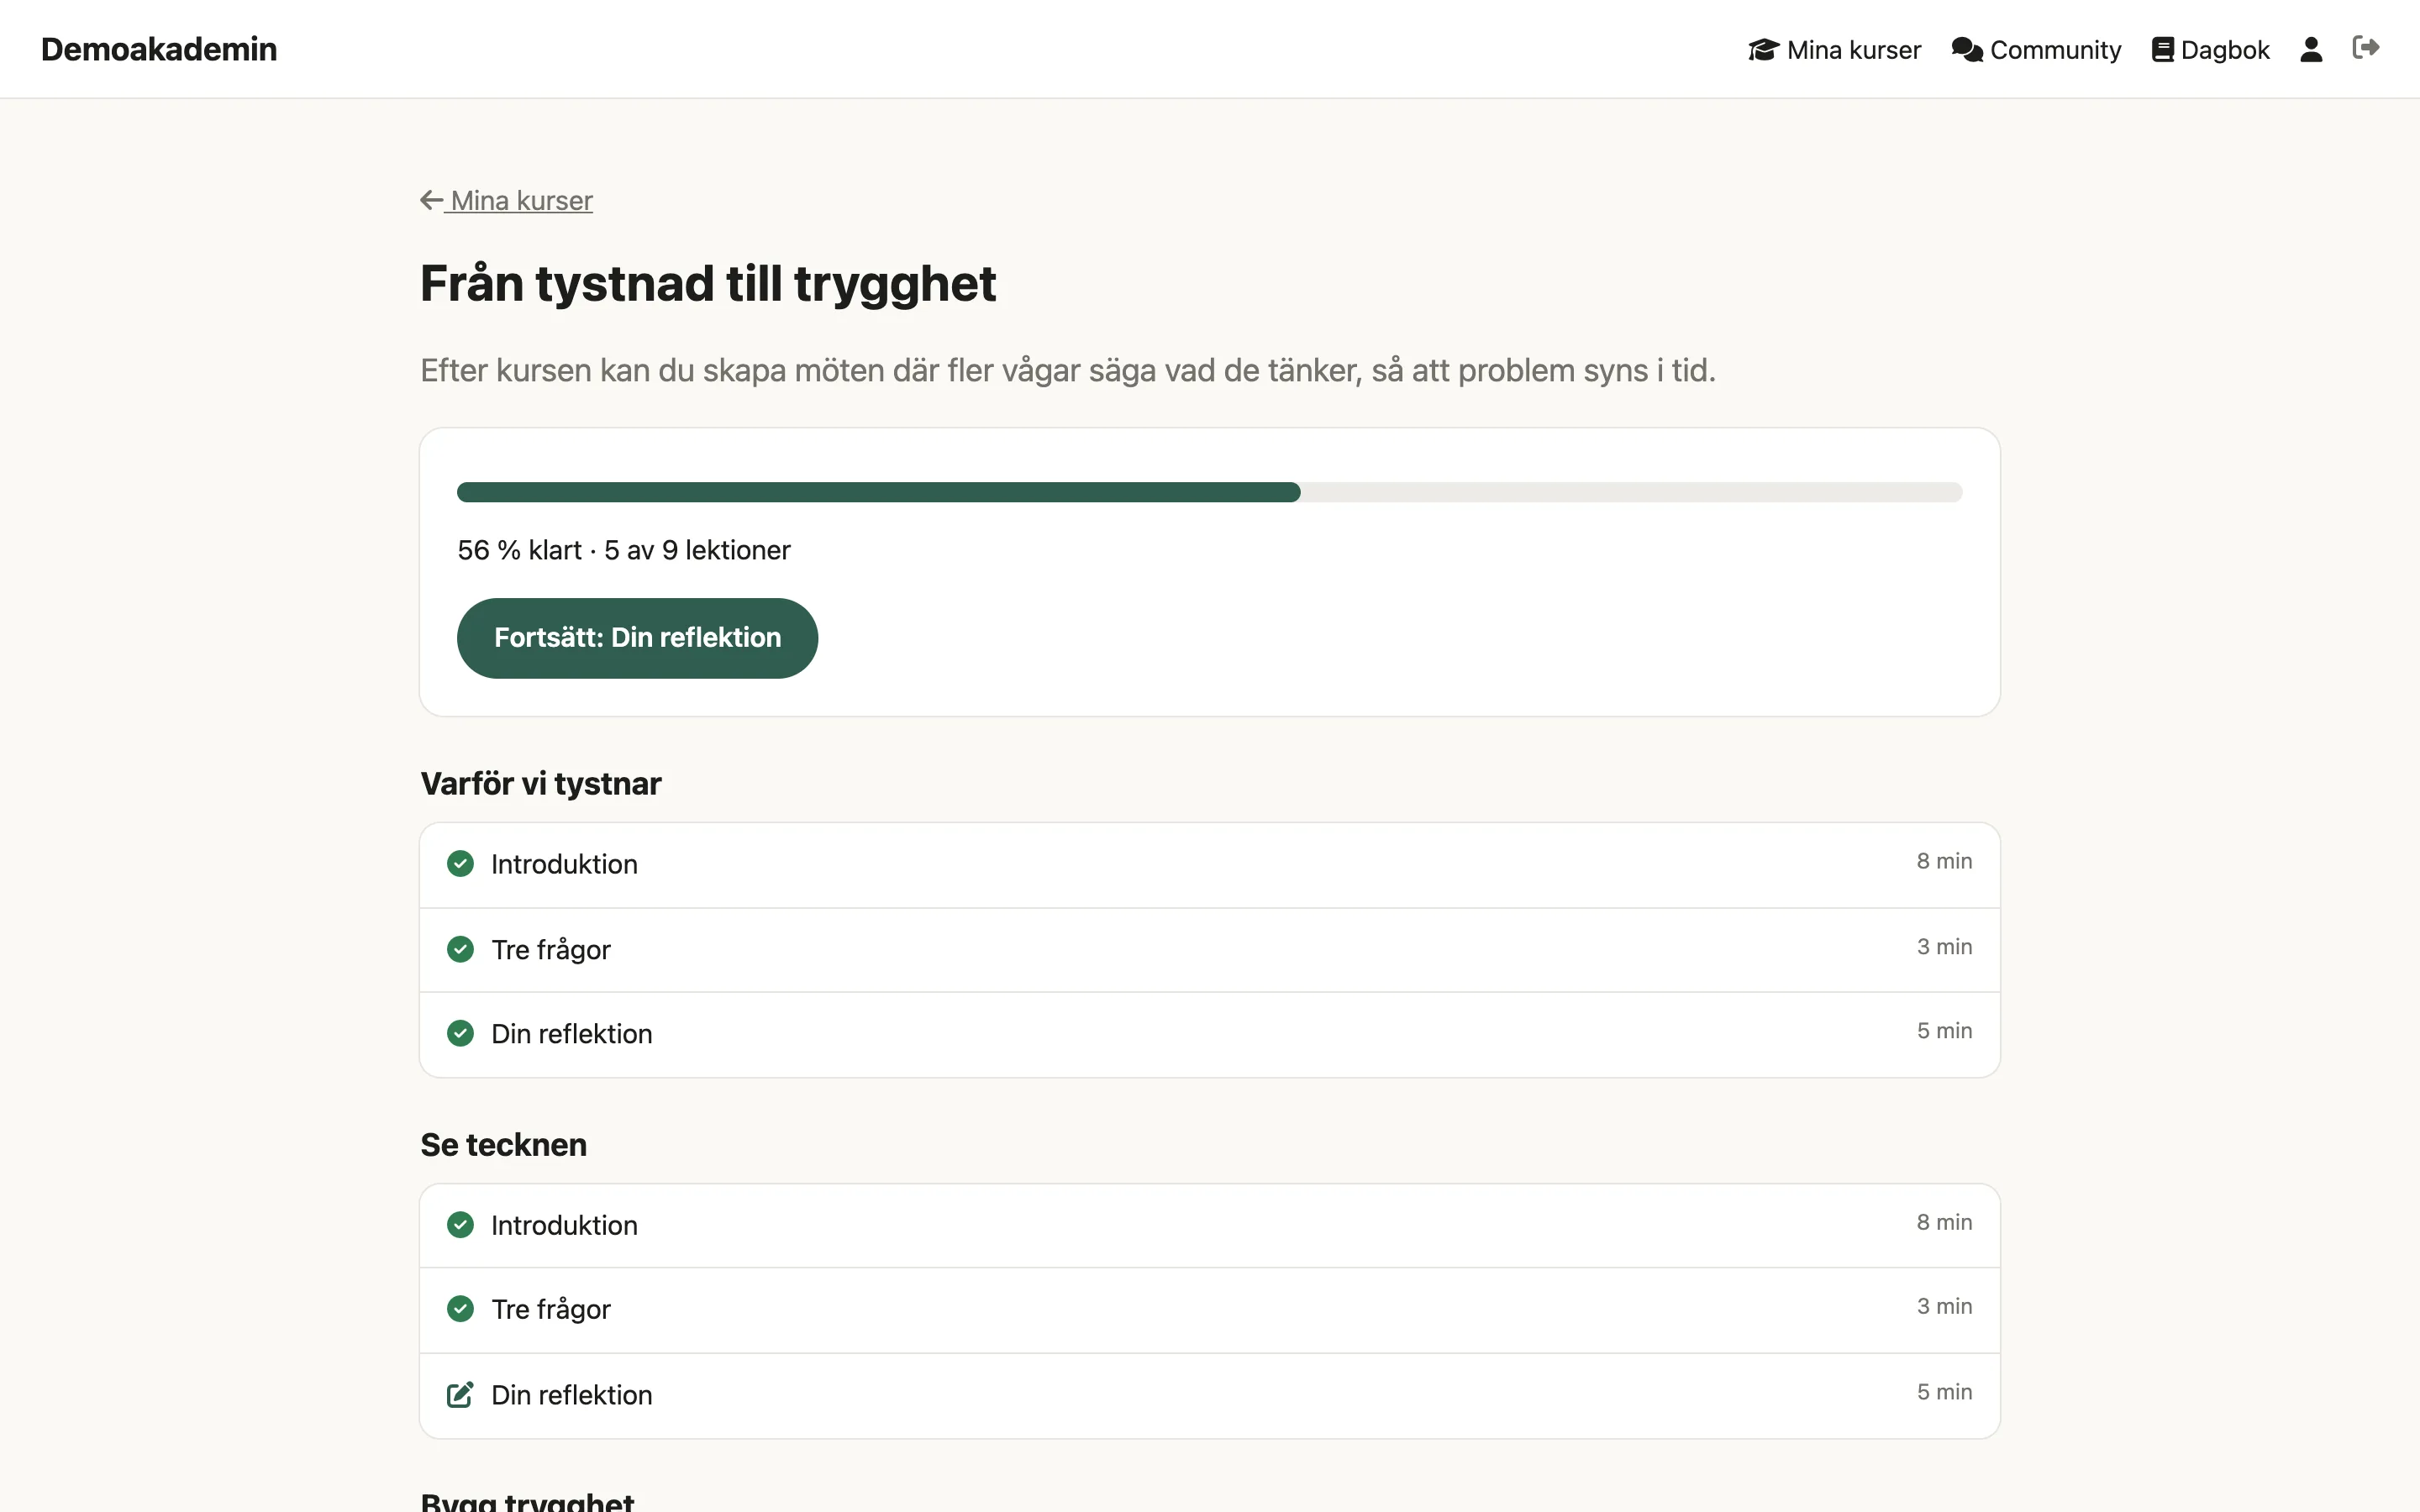 Demoakademin
Mina kurser
Community
Dagbok
Mina kurser
Från tystnad till trygghet
Efter kursen kan du skapa möten där fler vågar säga vad de tänker, så att problem syns i tid.
56 % klart · 5 av 9 lektioner
Fortsätt: Din reflektion
Varför vi tystnar
Introduktion
8 min
Tre frågor
3 min
Din reflektion
5 min
Se tecknen
Introduktion
8 min
Tre frågor
3 min
Din reflektion
5 min
Bygg trygghet